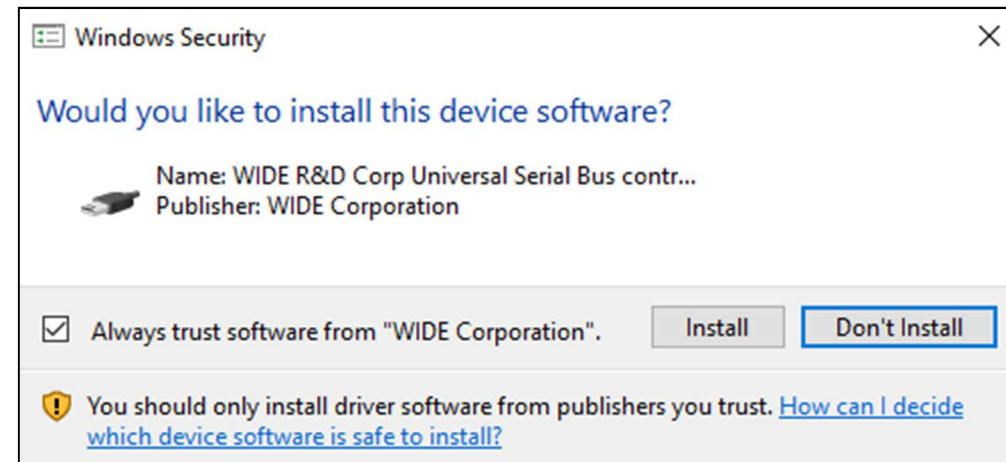 Windows Security
Would you like to install this device software?
Name: WIDE R&D Corp Universal Serial Bus contr...
Publisher: WIDE Corporation
Always trust software from "WIDE Corporation".
Install
Don't Install
You should only install driver software from publishers you trust. How can I decide
which device software is safe to install?